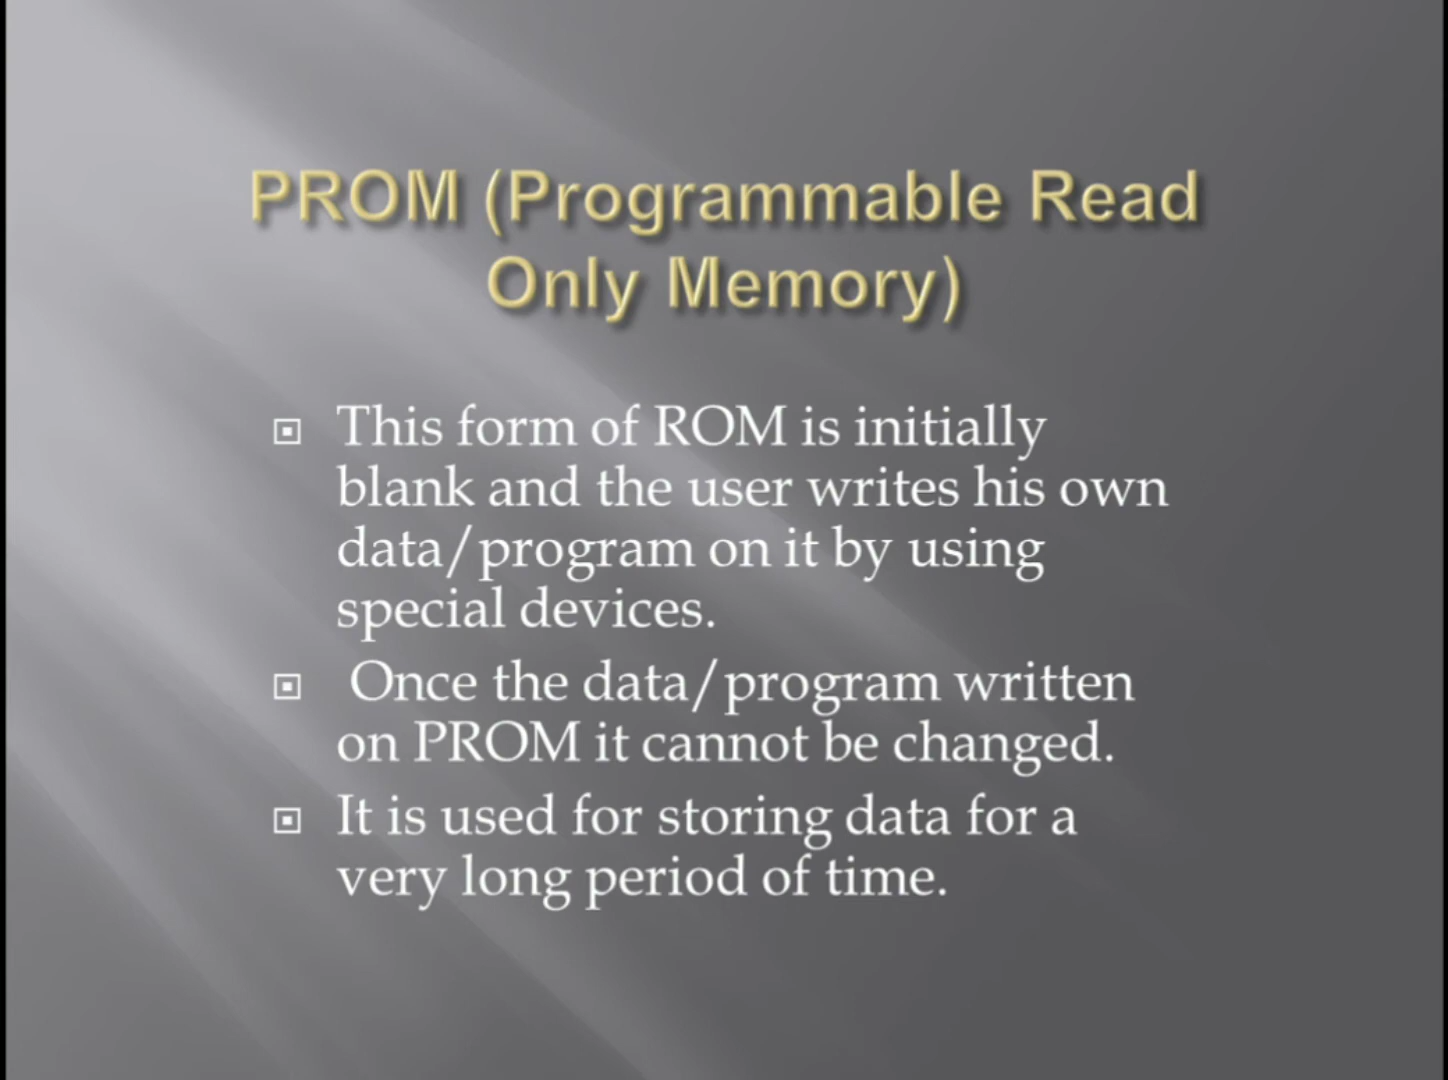 PROM (Programmable Read
Only Memory)
This form of ROM is initially
blank and the user writes his own
data/program on it by using
special devices.
Once the data/program written
on PROM it cannot be changed.
It is used for storing data for a
very long period of time.